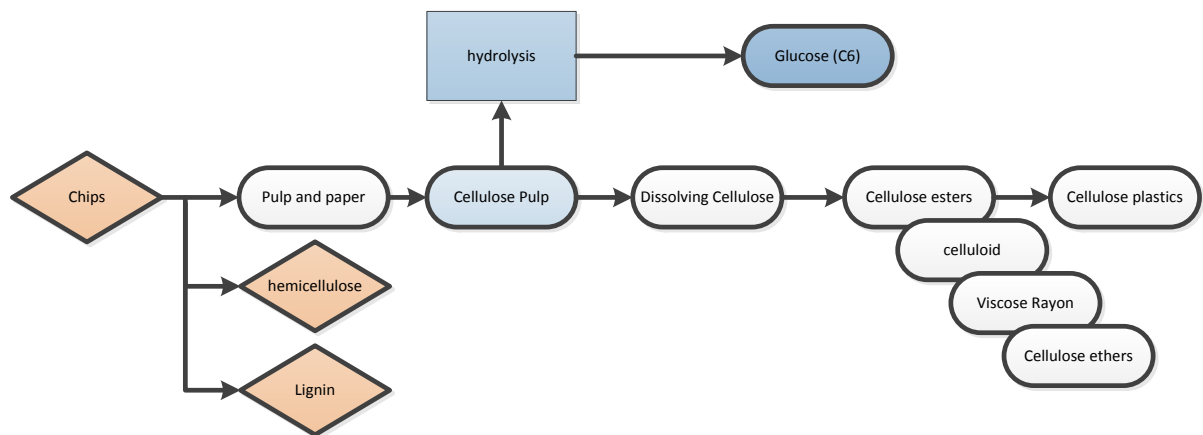 hydrolysis
Glucose (C6)
Chips
Pulp and paper
Cellulose Pulp
Dissolving Cellulose
Cellulose esters
Cellulose plastics
celluloid
hemicellulose
Viscose Rayon
Cellulose ethers
Lignin